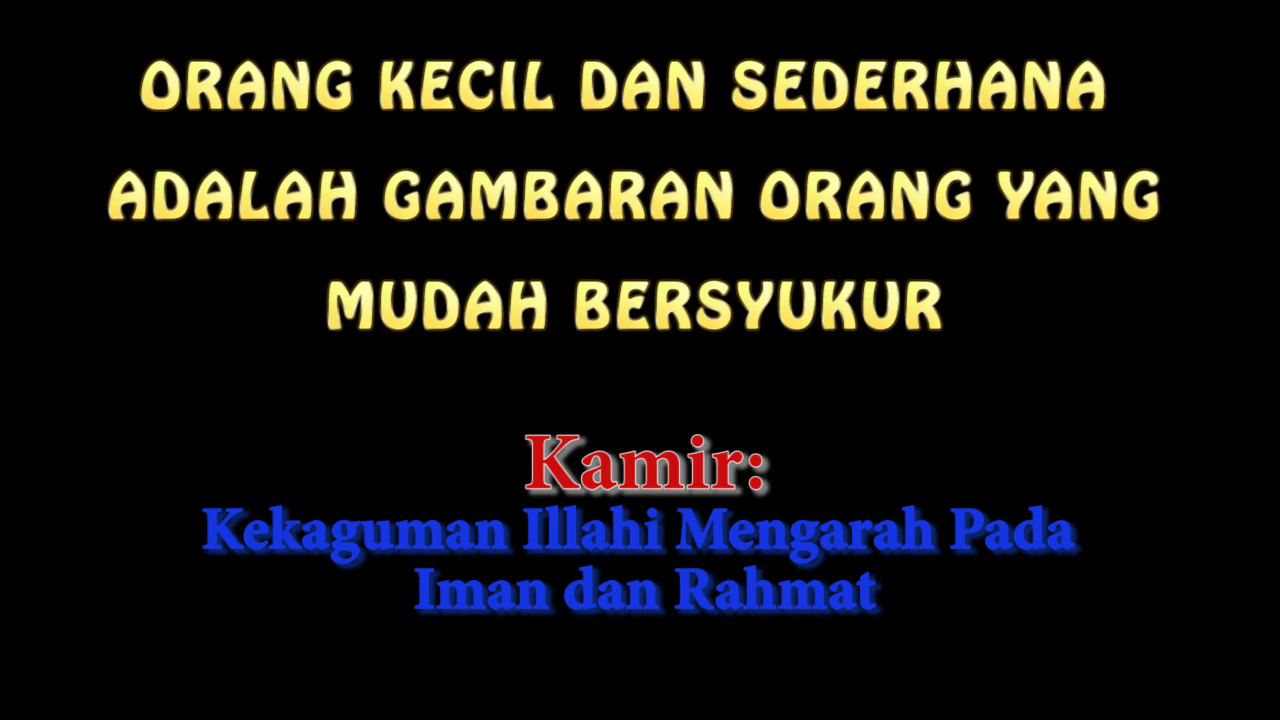 ORANG KECIL DAN SEDERHANA
ADALAH GAMBARAN ORANG YANG
MUDAH BERSYUKUR
Kamir:
Kekaguman Illahi Mengarah Pada
Iman dan Rahmat